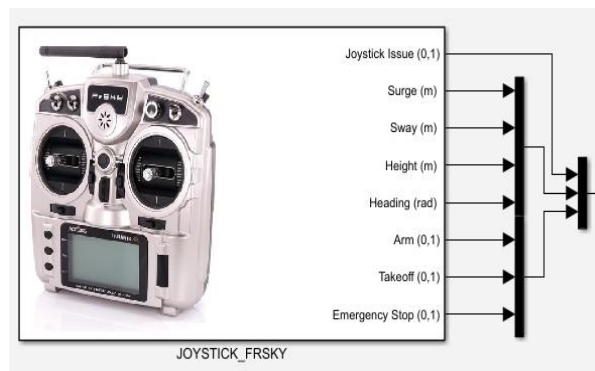 Joystick Issue (0,1)
Surge (m)
Sway (m)
Height (m)
Heading (rad)
Arm (0,1)
Takeoff (0,1)
Emergency Stop (0,1)
FrSKY
JOYSTICK_FRSKY